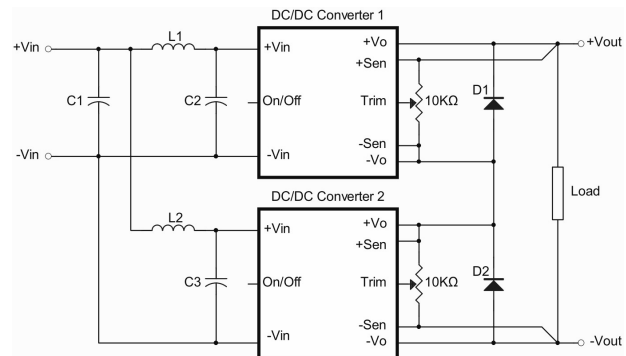 DC/DC Converter 1
L1
+Vin
+Vin
+Vo
+Vout
+Sen
C1
C2
On/Off
Trim
10KΩ
D1
-Sen
-Vin
-Vin
-Vo
Load
DC/DC Converter 2
L2
+Vin
+Vo
+Sen
C3
On/Off
Trim
10KΩ
D2
-Sen
-Vin
-Vo
-Vout